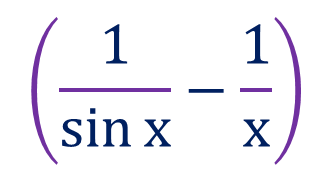 (1/sin x − 1/x)